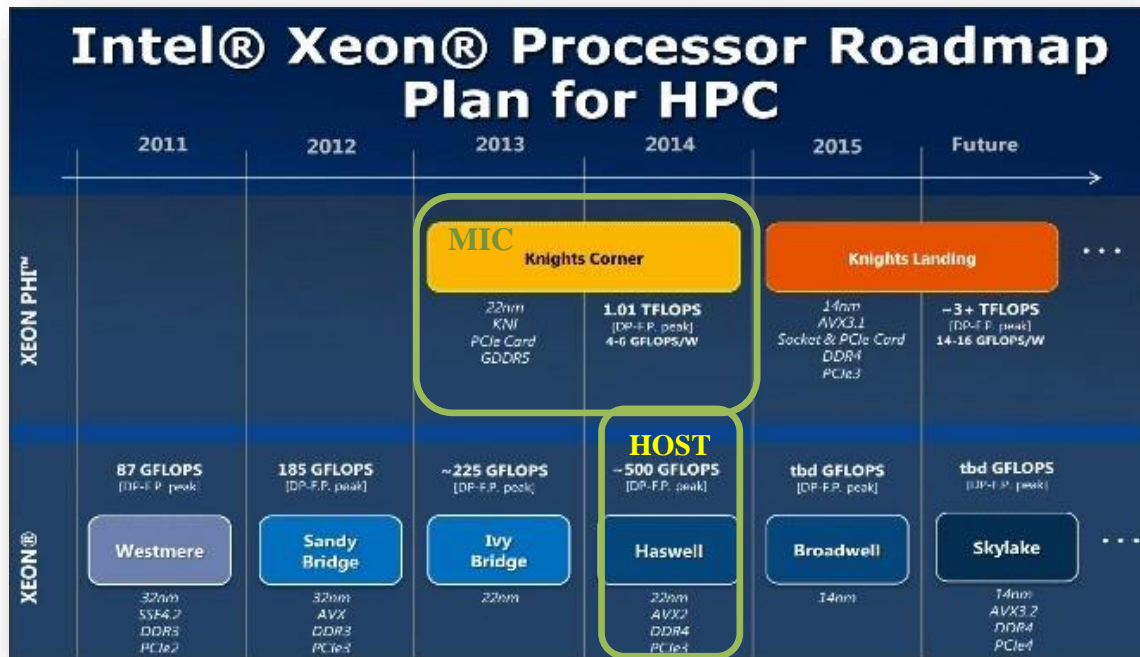 Intel® Xeon® Processor Roadmap
Plan for HPC
2011
2012
2013
2014
2015
Future
XEON PHI™
MIC
Knights Corner
22nm
KNI
PCIe Card
GDDR5
1.01 TFLOPS
[DP-F.P. peak]
4-6 GFLOPS/W
Knights Landing
14nm
AVX3.1
Socket & PCIe Card
DDR4
PCIe3
~3+ TFLOPS
[DP-F.P. peak]
14-16 GFLOPS/W
...
XEON®
87 GFLOPS
[DP-F.P. peak]
Westmere
32nm
SSE4.2
DDR3
PCIe2
185 GFLOPS
[DP-F.P. peak]
Sandy
Bridge
32nm
AVX
DDR3
PCIe3
~225 GFLOPS
[DP-F.P. peak]
Ivy
Bridge
22nm
HOST
~500 GFLOPS
[DP-F.P. peak]
Haswell
22nm
AVX2
DDR4
PCIe3
tbd GFLOPS
[DP-F.P. peak]
Broadwell
14nm
tbd GFLOPS
[DP-F.P. peak]
Skylake
14nm
AVX3.2
DDR4
PCIe4
...